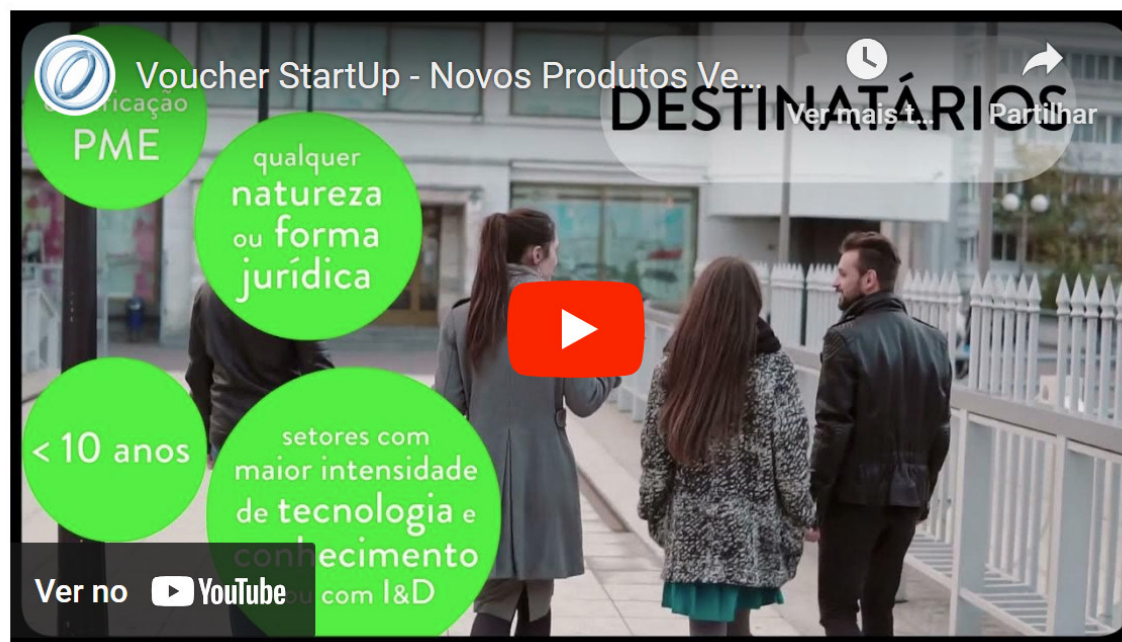 Voucher StartUp - Novos Produtos Ve...
DESTINATÁRIOS
Ver mais t...
Partilhar
PME
qualquer
natureza
ou forma
jurídica
< 10 anos
setores com
maior intensidade
de tecnologia e
conhecimento
ou com I&D
Ver no YouTube